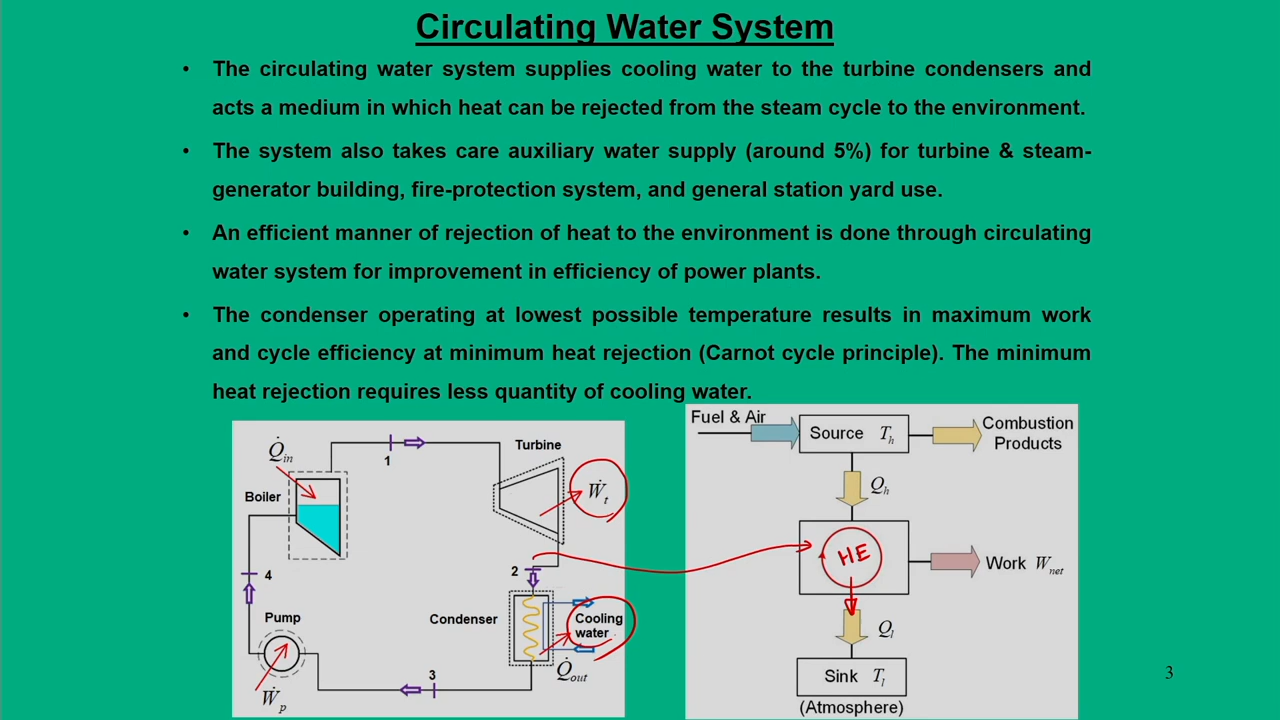 Circulating Water System
• The circulating water system supplies cooling water to the turbine condensers and
acts a medium in which heat can be rejected from the steam cycle to the environment.
• The system also takes care auxiliary water supply (around 5%) for turbine & steam-
generator building, fire-protection system, and general station yard use.
• An efficient manner of rejection of heat to the environment is done through circulating
water system for improvement in efficiency of power plants.
• The condenser operating at lowest possible temperature results in maximum work
and cycle efficiency at minimum heat rejection (Carnot cycle principle). The minimum
heat rejection requires less quantity of cooling water.
Q̇in
1
Turbine
Boiler
Ẇt
2
4
Pump
Condenser
Cooling
water
Q̇out
3
Ẇp
Fuel & Air
Source Th
Combustion
Products
Qh
HE
Work Wnet
Ql
Sink Tl
(Atmosphere)
3